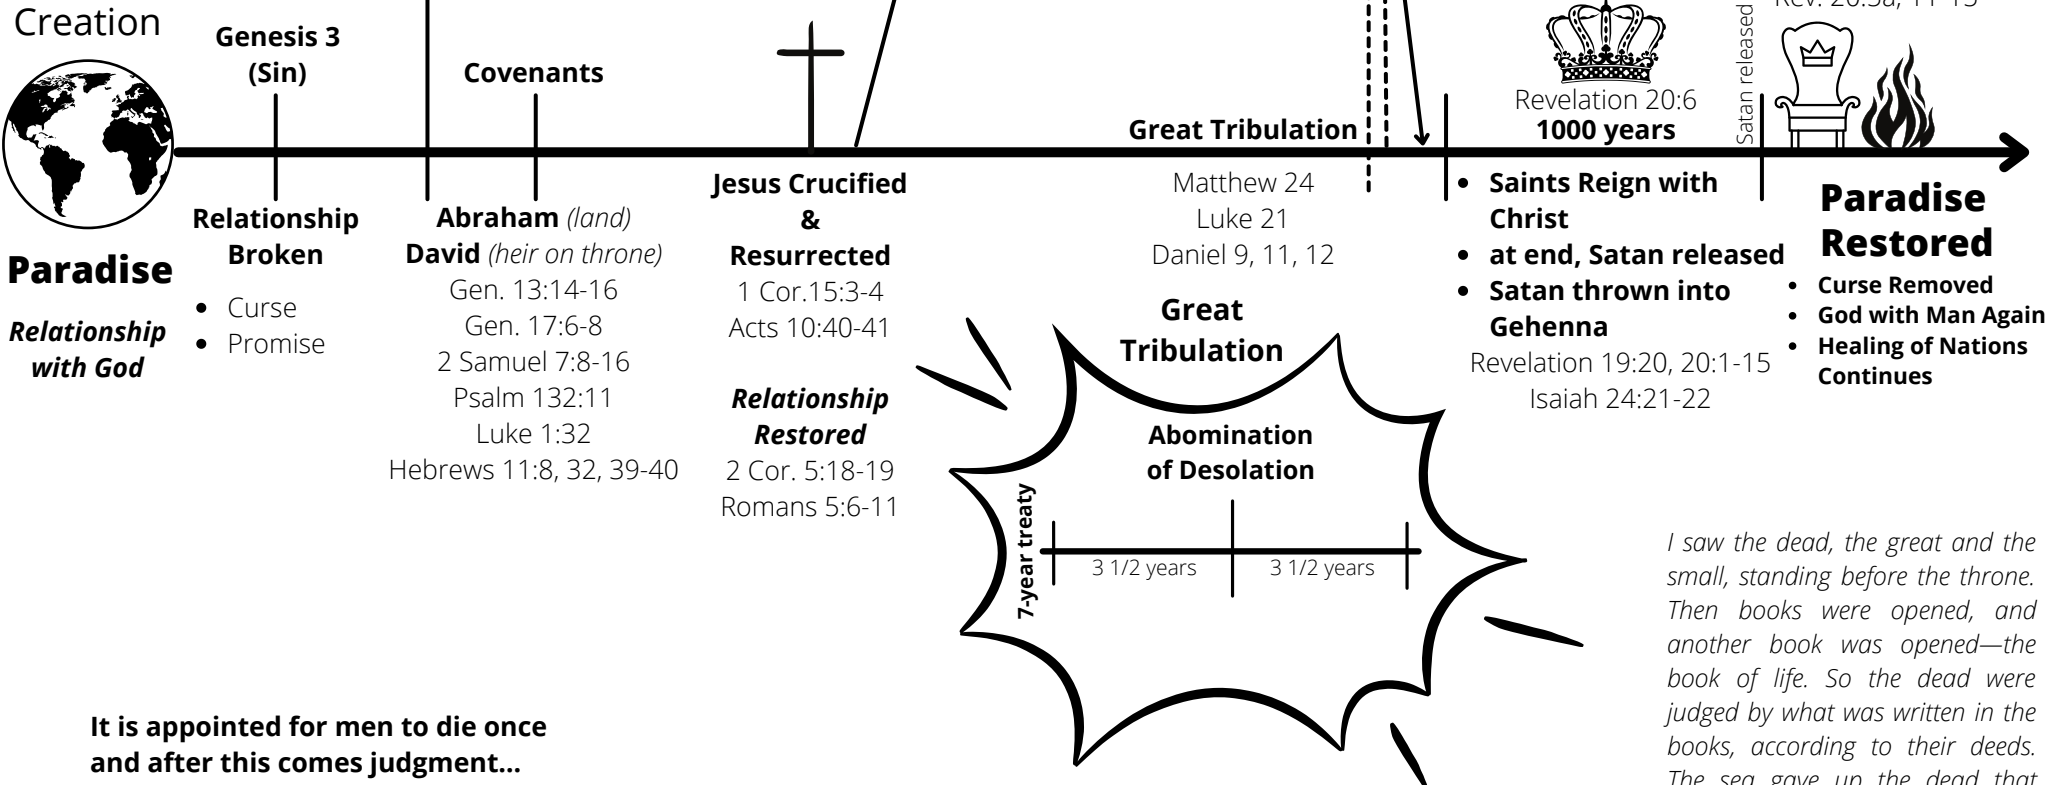 Creation
Paradise
Relationship
with God
Genesis 3
(Sin)
Relationship
Broken
• Curse
• Promise
Covenants
Abraham (land)
David (heir on throne)
Gen. 13:14-16
Gen. 17:6-8
2 Samuel 7:8-16
Psalm 132:11
Luke 1:32
Hebrews 11:8, 32, 39-40
Jesus Crucified
&
Resurrected
1 Cor.15:3-4
Acts 10:40-41
Relationship
Restored
2 Cor. 5:18-19
Romans 5:6-11
Great Tribulation
Matthew 24
Luke 21
Daniel 9, 11, 12
Great
Tribulation
Abomination
of Desolation
7-year treaty
3 1/2 years
3 1/2 years
Revelation 20:6
1000 years
• Saints Reign with
Christ
• at end, Satan released
• Satan thrown into
Gehenna
Revelation 19:20, 20:1-15
Isaiah 24:21-22
Satan released
Paradise
Restored
• Curse Removed
• God with Man Again
• Healing of Nations
Continues
I saw the dead, the great and the
small, standing before the throne.
Then books were opened, and
another book was opened—the
book of life. So the dead were
judged by what was written in the
books, according to their deeds.
The sea gave up the dead that
It is appointed for men to die once
and after this comes judgment...